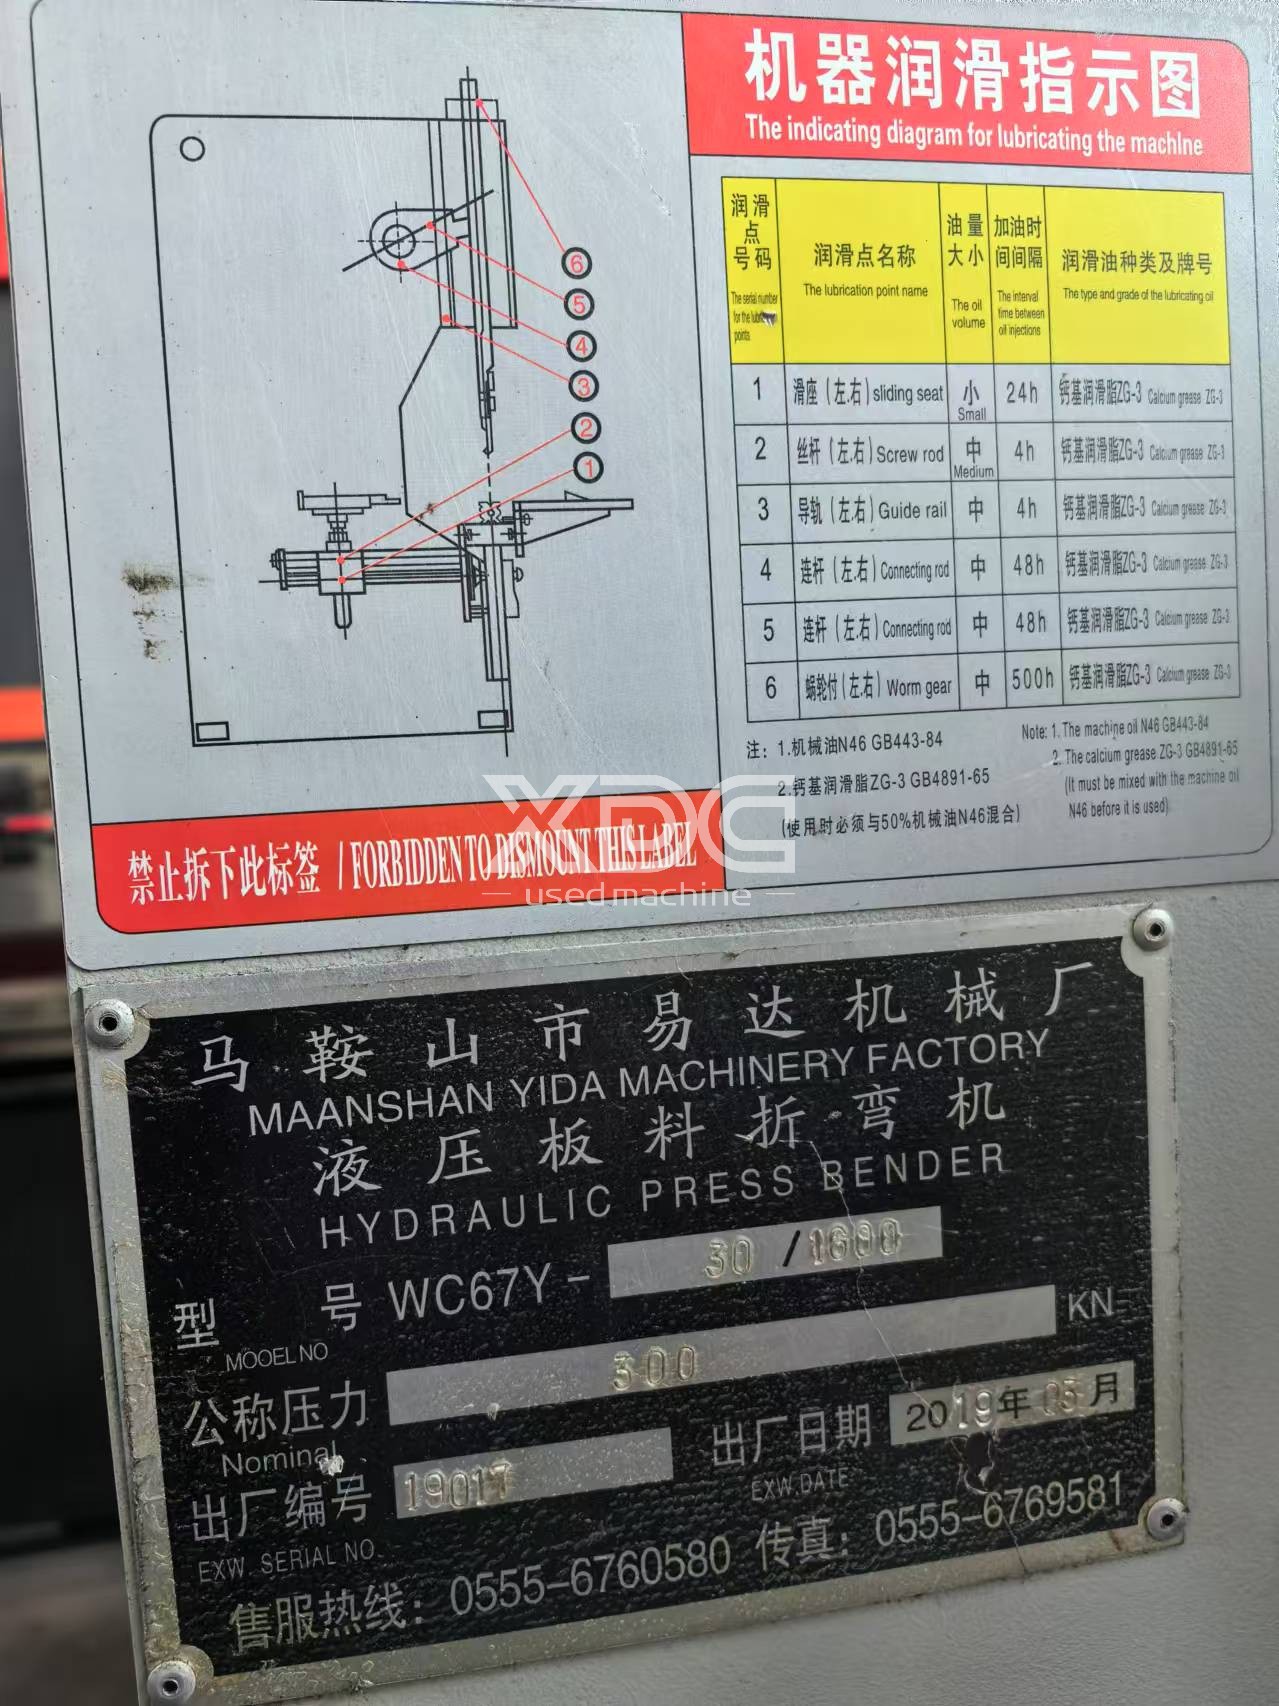 机器润滑指示图
The indicating diagram for lubricating the machIne
6
5
4
3
2
1
润滑点号码 The serial number for the points
润滑点名称 The lubrication point name
油量大小 The oil volume
加油时间间隔 The interval time between oil injections
润滑油种类及牌号 The type and grade of the lubricating oil
1 滑座(左.右)sliding seat 小 Small 24h 钙基润滑脂ZG-3 Calcium grease ZG-3
2 丝杆(左.右)Screw rod 中 Medium 4h 钙基润滑脂ZG-3 Calcium grease ZG-3
3 导轨(左.右)Guide rail 中 4h 钙基润滑脂ZG-3 Calcium grease ZG-3
4 连杆(左.右)Connecting rod 中 48h 钙基润滑脂ZG-3 Calcium grease ZG-3
5 连杆(左.右)Connecting rod 中 48h 钙基润滑脂ZG-3 Calcium grease ZG-3
6 蜗轮付(左.右)Worm gear 中 500h 钙基润滑脂ZG-3 Calcium grease ZG-3
注: 1.机械油N46 GB443-84
2.钙基润滑脂ZG-3 GB4891-65
(使用时必须与50%机械油N46混合)
Note: 1. The machine oil N46 GB443-84
2. The calcium grease ZG-3 GB4891-65
(It must be mixed with the machine oil
N46 before it is used)
禁止拆下此标签 / FORBIDDEN TO DISMOUNT THIS LABEL
XDC
used machine
马鞍山市易达机械厂
MAANSHAN YIDA MACHINERY FACTORY
液压板料折弯机
HYDRAULIC PRESS BENDER
型号 WC67Y- 30 /1600
MOOEL NO
公称压力 300 KN
Nominal
出厂编号 19017 出厂日期 2019年 03月
EXW. SERIAL NO. EXW.DATE
售服热线: 0555-6760580 传真: 0555-6769581